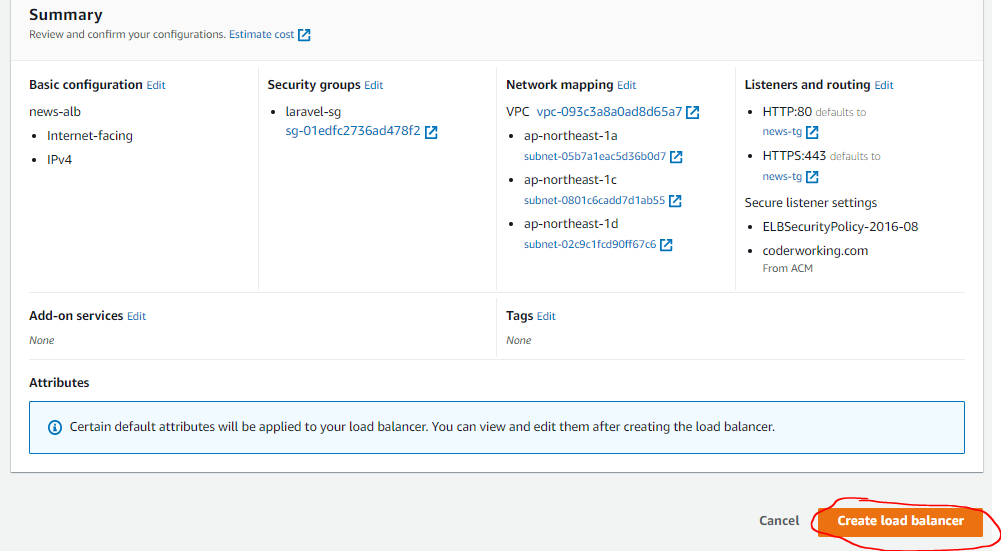 Summary
Review and confirm your configurations. Estimate cost
Basic configuration Edit
news-alb
Internet-facing
IPv4
Security groups Edit
laravel-sg
sg-01edfc2736ad478f2
Network mapping Edit
VPC vpc-093c3a8a0ad8d65a7
ap-northeast-1a
subnet-05b7a1eac5d36b0d7
ap-northeast-1c
subnet-0801c6cadd7d1ab55
ap-northeast-1d
subnet-02c9c1fcd90ff67c6
Listeners and routing Edit
HTTP:80 defaults to
news-tg
HTTPS:443 defaults to
news-tg
Secure listener settings
ELBSecurityPolicy-2016-08
coderworking.com
From ACM
Add-on services Edit
None
Tags Edit
None
Attributes
Certain default attributes will be applied to your load balancer. You can view and edit them after creating the load balancer.
Cancel
Create load balancer